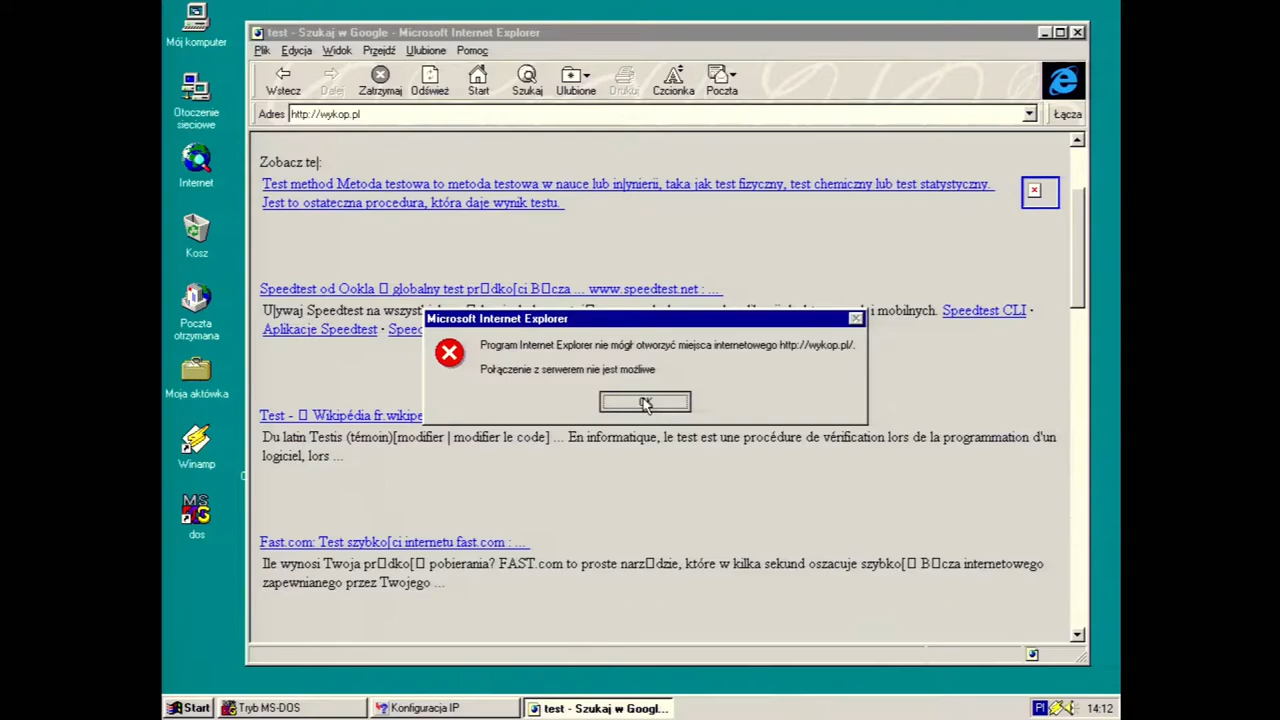 Mój komputer
Otoczenie
sieciowe
Internet
Kosz
Poczta
otrzymana
Moja aktówka
Winamp
MS
dos
test - Szukaj w Google - Microsoft Internet Explorer
Plik Edycja Widok Przejdź Ulubione Pomoc
Wstecz Dalej Zatrzymaj Odśwież Start Szukaj Ulubione Drukuj Czcionka Poczta
Adres http://wykop.pl Łącza
Zobacz te|:
Test method Metoda testowa to metoda testowa w nauce lub in|ynierii, taka jak test fizyczny, test chemiczny lub test statystyczny.
Jest to ostateczna procedura, która daje wynik testu.
Speedtest od Ookla ▯ globalny test pr▯dko[ci B▯cza ... www.speedtest.net : ...
U|ywaj Speedtest na wszystki mobilnych. Speedtest CLI ·
Aplikacje Speedtest · Spee
Microsoft Internet Explorer
Program Internet Explorer nie mógł otworzyć miejsca internetowego http://wykop.pl/.
Połączenie z serwerem nie jest możliwe
OK
Test - ▯ Wikipédia fr.wikipe
Du latin Testis (témoin)[modifier | modifier le code] ... En informatique, le test est une procédure de vérification lors de la programmation d'un
logiciel, lors ...
Fast.com: Test szybko[ci internetu fast.com : ...
Ile wynosi Twoja pr▯dko[▯ pobierania? FAST.com to proste narz▯dzie, które w kilka sekund oszacuje szybko[▯ B▯cza internetowego
zapewnianego przez Twojego ...
Start Tryb MS-DOS Konfiguracja IP test - Szukaj w Googl... Pl 14:12